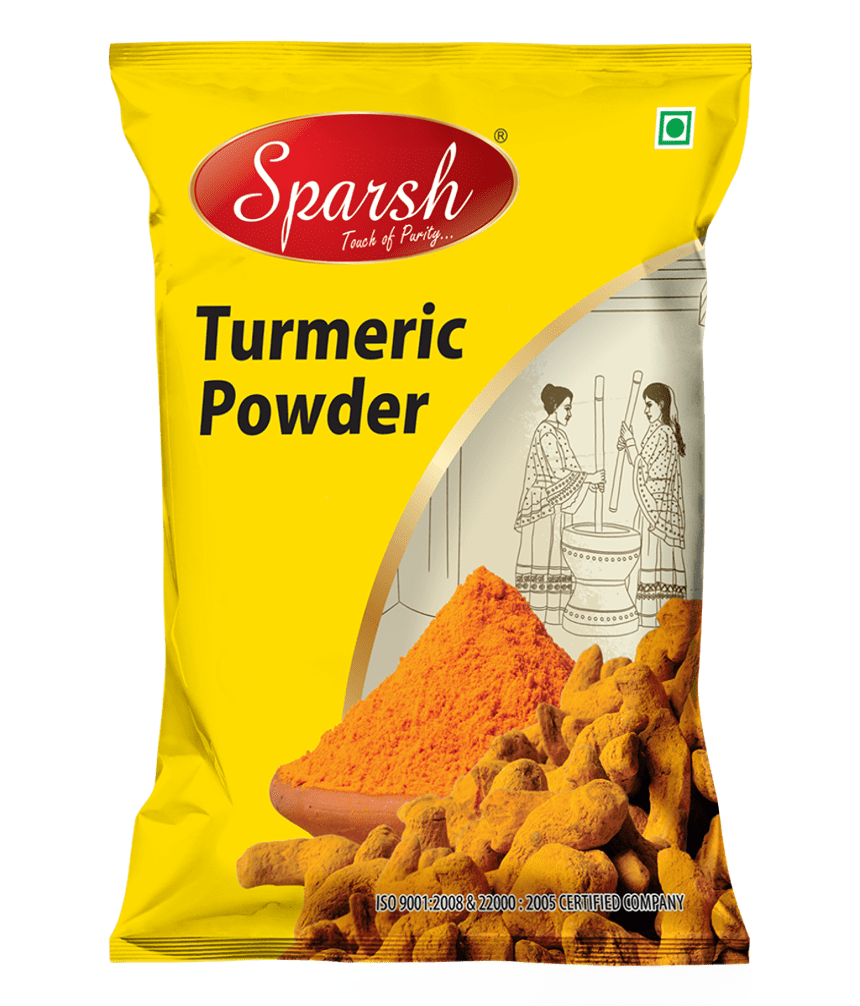 Sparsh ®
Touch of Purity...
Turmeric
Powder
ISO 9001:2008 & 22000 : 2005 CERTIFIED COMPANY